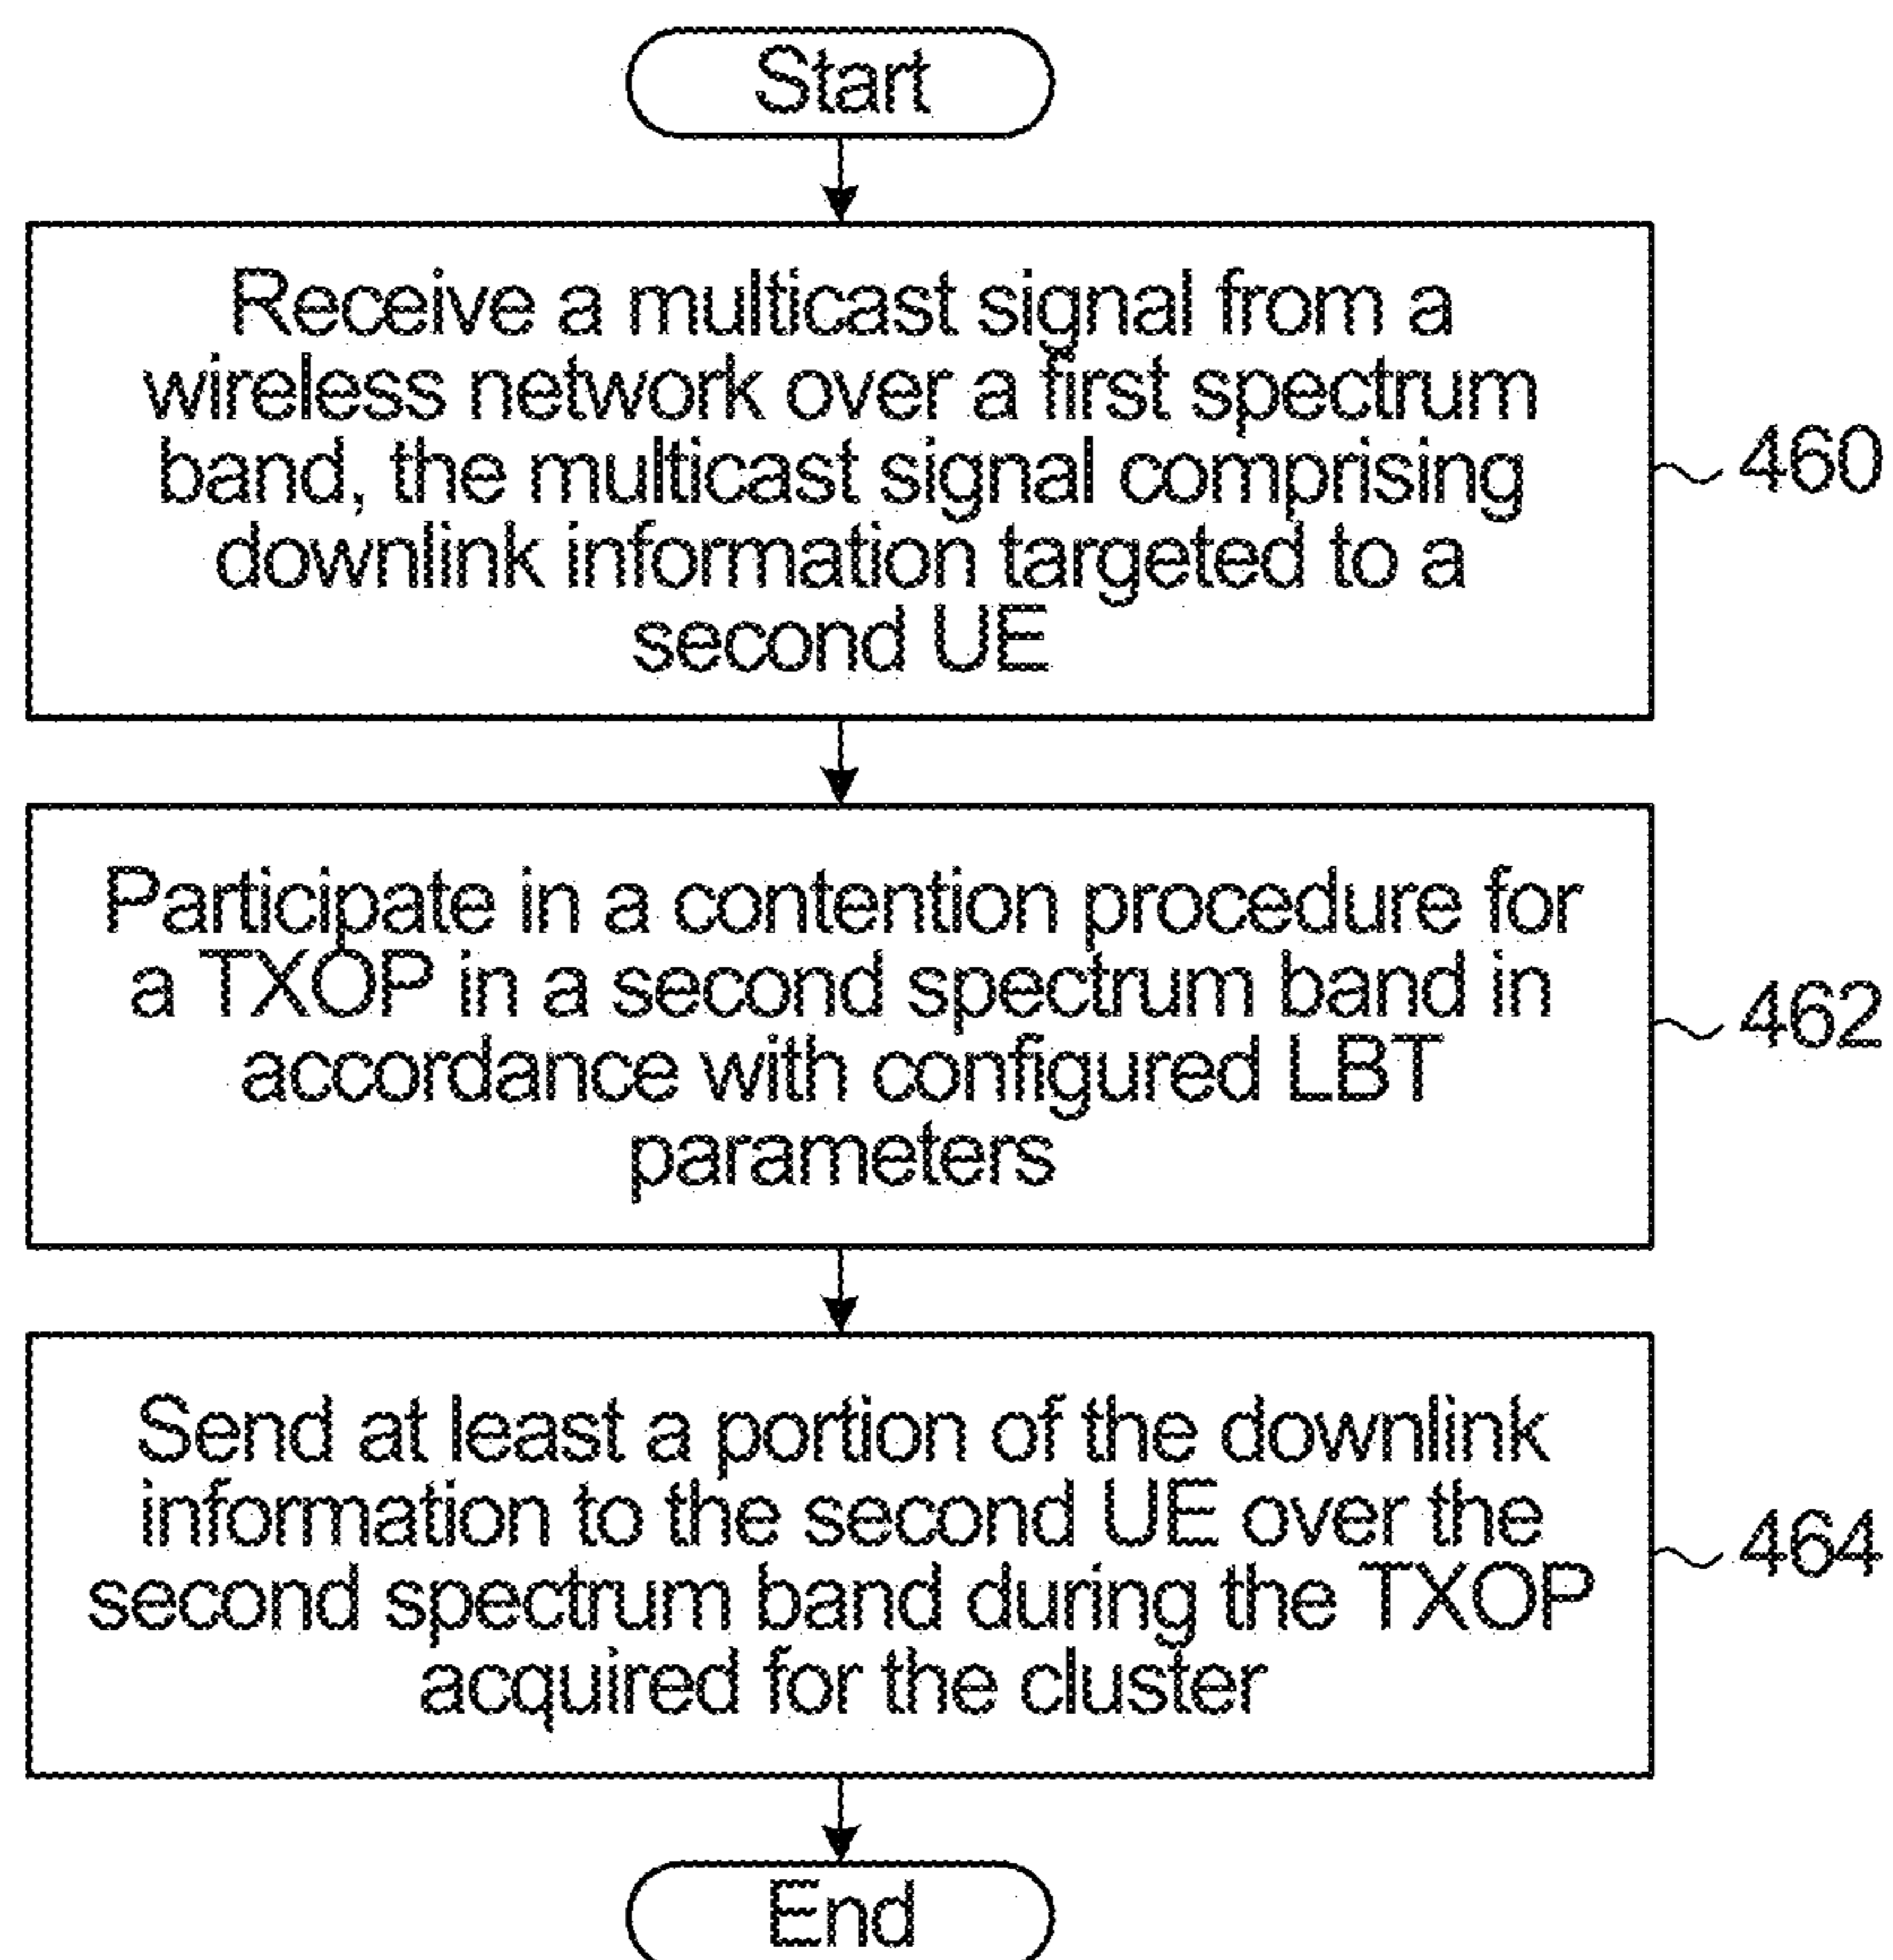 Start
Receive a multicast signal from a
wireless network over a first spectrum
band, the multicast signal comprising
downlink information targeted to a
second UE
460
Participate in a contention procedure for
a TXOP in a second spectrum band in
accordance with configured LBT
parameters
462
Send at least a portion of the downlink
information to the second UE over the
second spectrum band during the TXOP
acquired for the cluster
464
End